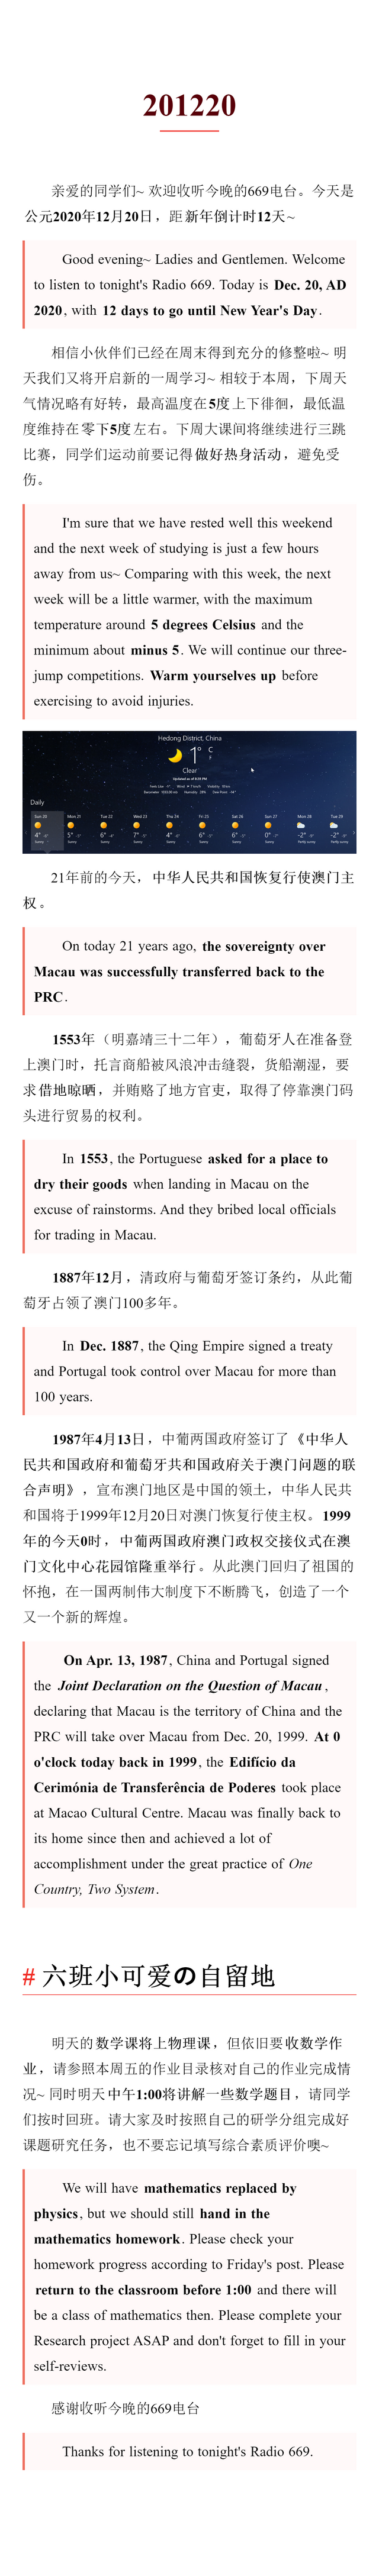 201220
亲爱的同学们~ 欢迎收听今晚的669电台。今天是
公元2020年12月20日，距新年倒计时12天~
Good evening~ Ladies and Gentlemen. Welcome
to listen to tonight's Radio 669. Today is Dec. 20, AD
2020, with 12 days to go until New Year's Day.
相信小伙伴们已经在周末得到充分的修整啦~ 明
天我们又将开启新的一周学习~ 相较于本周，下周天
气情况略有好转，最高温度在5度上下徘徊，最低温
度维持在零下5度左右。下周大课间将继续进行三跳
比赛，同学们运动前要记得做好热身活动，避免受
伤。
I'm sure that we have rested well this weekend
and the next week of studying is just a few hours
away from us~ Comparing with this week, the next
week will be a little warmer, with the maximum
temperature around 5 degrees Celsius and the
minimum about minus 5. We will continue our three-
jump competitions. Warm yourselves up before
exercising to avoid injuries.
Hedong District, China
1° C
F
Clear
Daily
Sun 20 Mon 21 Tue 22 Wed 23 Thu 24 Fri 25 Sat 26 Sun 27 Mon 28 Tue 29
21年前的今天，中华人民共和国恢复行使澳门主
权。
On today 21 years ago, the sovereignty over
Macau was successfully transferred back to the
PRC.
1553年（明嘉靖三十二年），葡萄牙人在准备登
上澳门时，托言商船被风浪冲击缝裂，货船潮湿，要
求借地晾晒，并贿赂了地方官吏，取得了停靠澳门码
头进行贸易的权利。
In 1553, the Portuguese asked for a place to
dry their goods when landing in Macau on the
excuse of rainstorms. And they bribed local officials
for trading in Macau.
1887年12月，清政府与葡萄牙签订条约，从此葡
萄牙占领了澳门100多年。
In Dec. 1887, the Qing Empire signed a treaty
and Portugal took control over Macau for more than
100 years.
1987年4月13日，中葡两国政府签订了《中华人
民共和国政府和葡萄牙共和国政府关于澳门问题的联
合声明》，宣布澳门地区是中国的领土，中华人民共
和国将于1999年12月20日对澳门恢复行使主权。1999
年的今天0时，中葡两国政府澳门政权交接仪式在澳
门文化中心花园馆隆重举行。从此澳门回归了祖国的
怀抱，在一国两制伟大制度下不断腾飞，创造了一个
又一个新的辉煌。
On Apr. 13, 1987, China and Portugal signed
the Joint Declaration on the Question of Macau,
declaring that Macau is the territory of China and the
PRC will take over Macau from Dec. 20, 1999. At 0
o'clock today back in 1999, the Edifício da
Cerimónia de Transferência de Poderes took place
at Macao Cultural Centre. Macau was finally back to
its home since then and achieved a lot of
accomplishment under the great practice of One
Country, Two System.
# 六班小可爱の自留地
明天的数学课将上物理课，但依旧要收数学作
业，请参照本周五的作业目录核对自己的作业完成情
况~ 同时明天中午1:00将讲解一些数学题目，请同学
们按时回班。请大家及时按照自己的研学分组完成好
课题研究任务，也不要忘记填写综合素质评价噢~
We will have mathematics replaced by
physics, but we should still hand in the
mathematics homework. Please check your
homework progress according to Friday's post. Please
return to the classroom before 1:00 and there will
be a class of mathematics then. Please complete your
Research project ASAP and don't forget to fill in your
self-reviews.
感谢收听今晚的669电台
Thanks for listening to tonight's Radio 669.